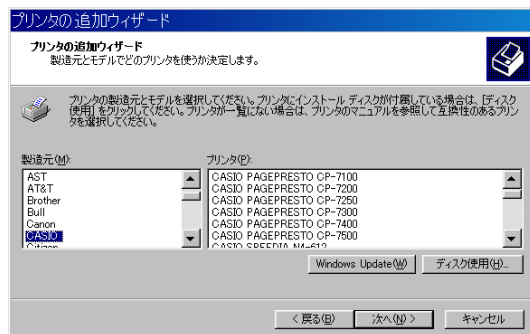 プリンタの追加ウィザード
プリンタの追加ウィザード
製造元とモデルでどのプリンタを使うか決定します。
プリンタの製造元とモデルを選択してください。プリンタにインストール ディスクが付属している場合は、[ディスク
使用] をクリックしてください。プリンタが一覧にない場合は、プリンタのマニュアルを参照して互換性のあるプリン
タを選択してください。
製造元(M):
プリンタ(P):
AST
AT&T
Brother
Bull
Canon
CASIO
Citizen
CASIO PAGEPRESTO CP-7100
CASIO PAGEPRESTO CP-7200
CASIO PAGEPRESTO CP-7250
CASIO PAGEPRESTO CP-7300
CASIO PAGEPRESTO CP-7400
CASIO PAGEPRESTO CP-7500
CASIO SPEEDIA N4-612
Windows Update(W)
ディスク使用(H)...
< 戻る(B)
次へ(N) >
キャンセル